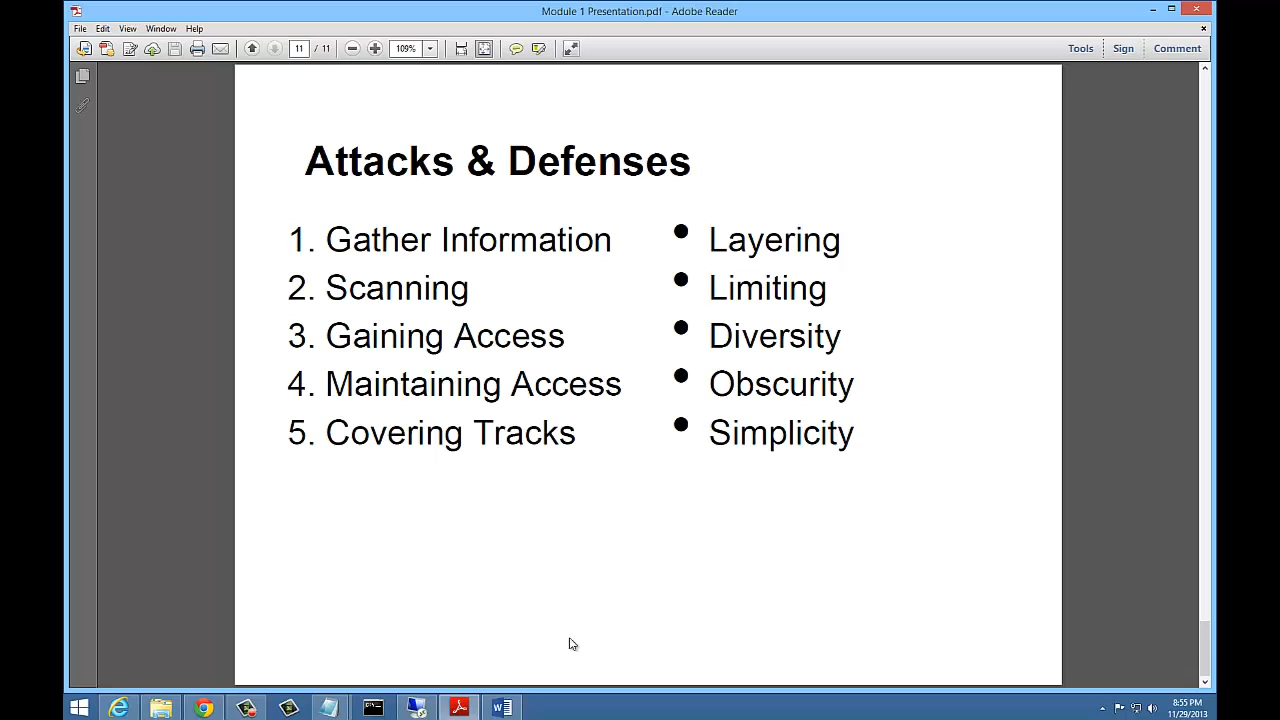 Module 1 Presentation.pdf - Adobe Reader
File Edit View Window Help
11 / 11 109% Tools Sign Comment
Attacks & Defenses
1. Gather Information
2. Scanning
3. Gaining Access
4. Maintaining Access
5. Covering Tracks
• Layering
• Limiting
• Diversity
• Obscurity
• Simplicity
8:55 PM
11/29/2013